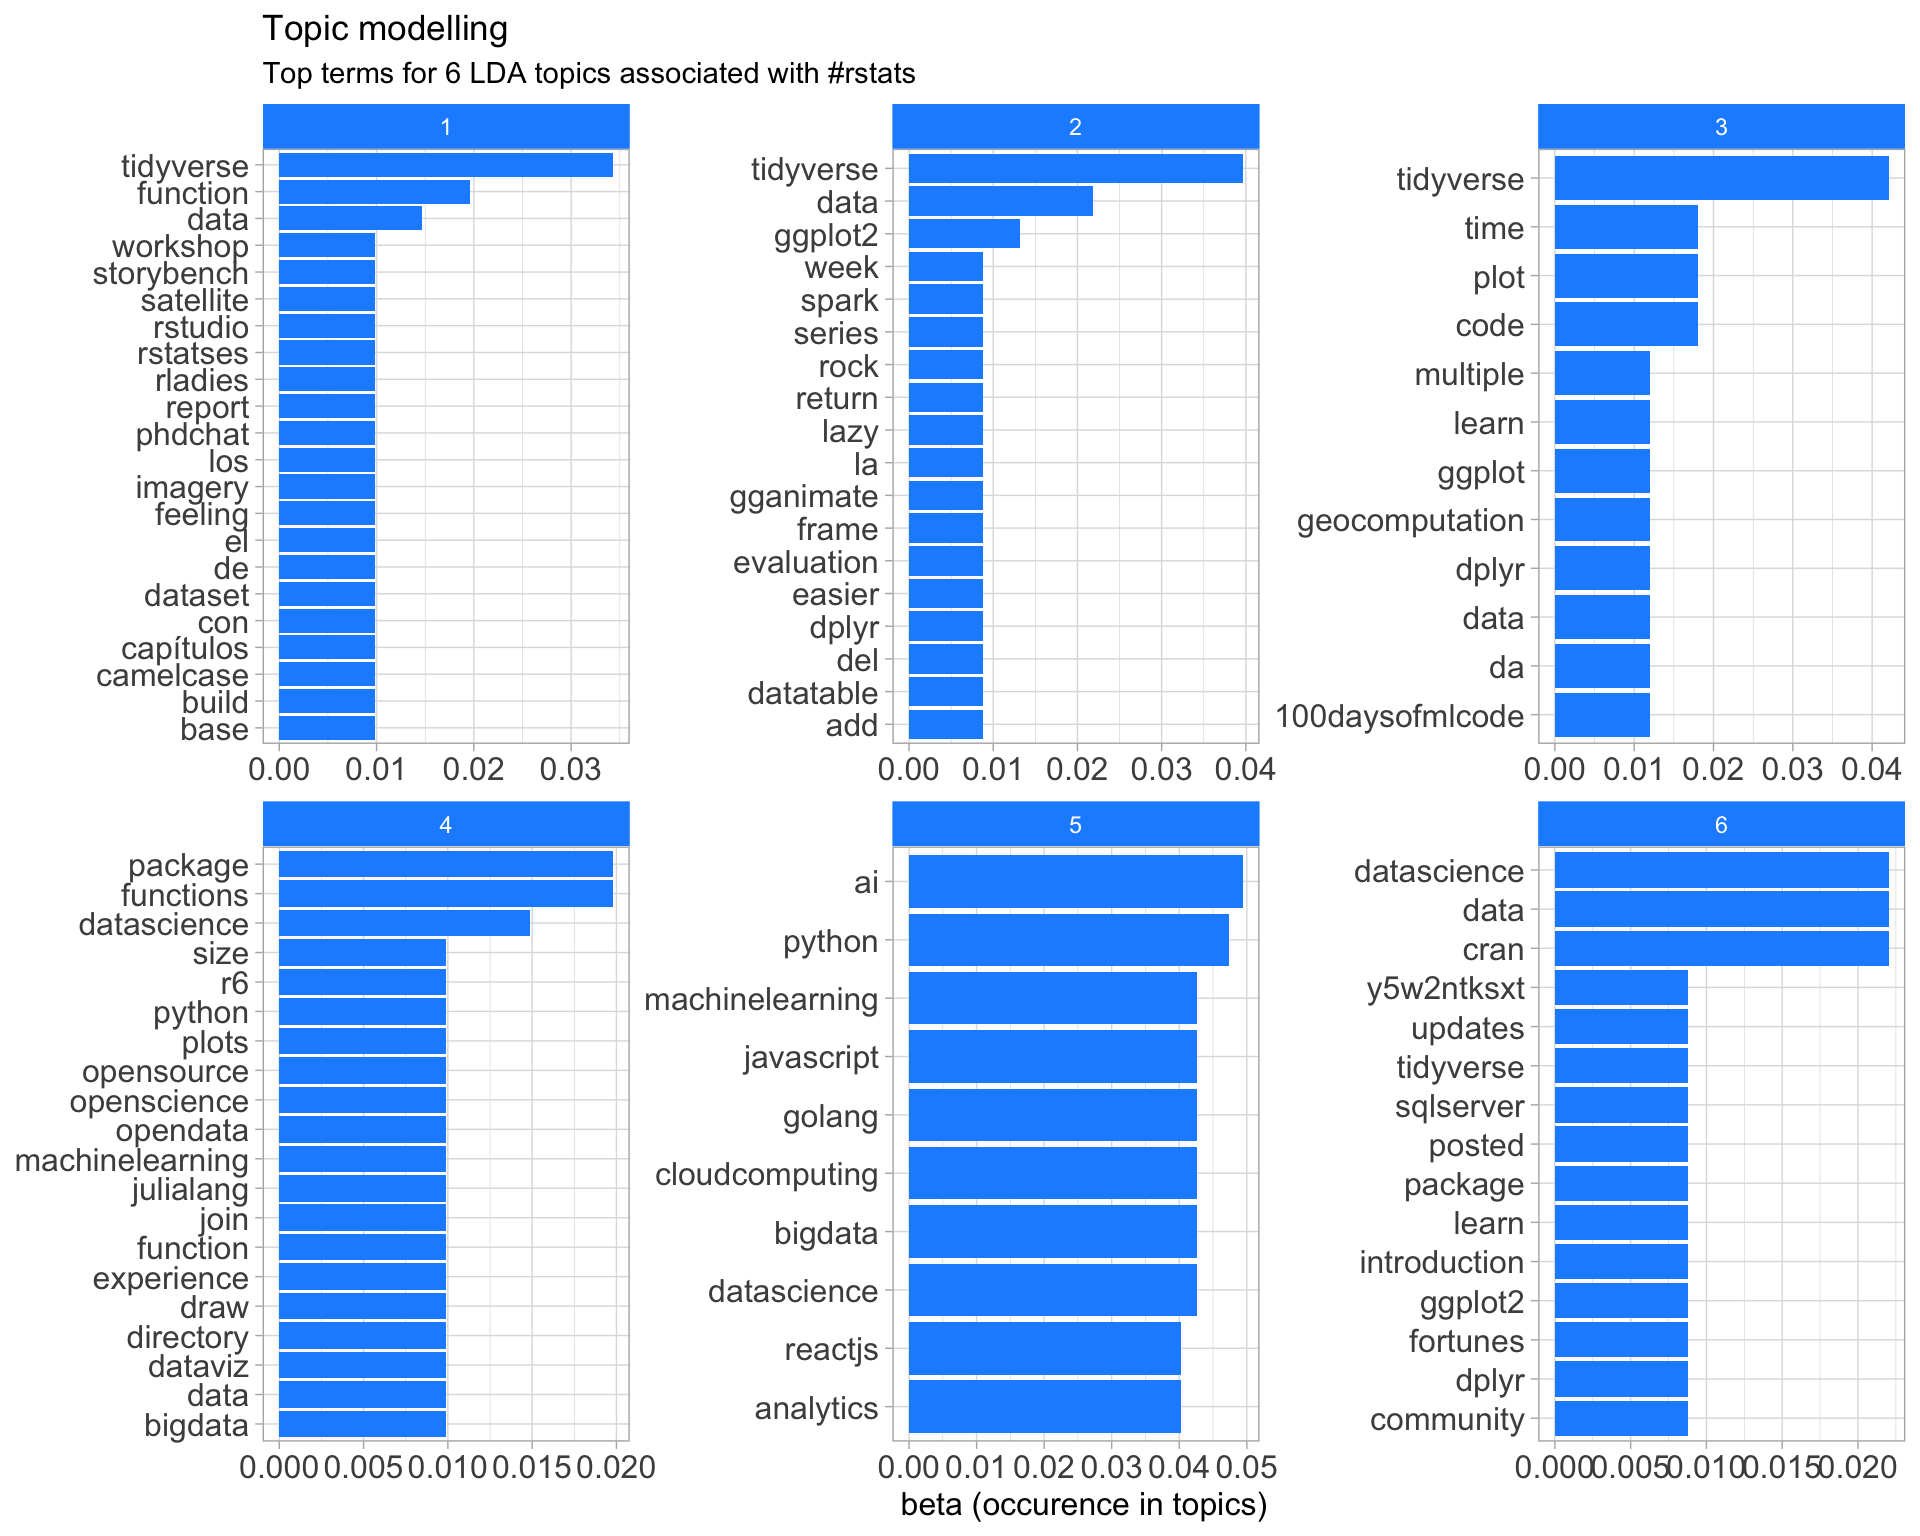 Topic modelling
Top terms for 6 LDA topics associated with #rstats
1
tidyverse
function
data
workshop
storybench
satellite
rstudio
rstatses
rladies
report
phdchat
los
imagery
feeling
el
de
dataset
con
capítulos
camelcase
build
base
0.00 0.01 0.02 0.03
2
tidyverse
data
ggplot2
week
spark
series
rock
return
lazy
la
gganimate
frame
evaluation
easier
dplyr
del
datatable
add
0.00 0.01 0.02 0.03 0.04
3
tidyverse
time
plot
code
multiple
learn
ggplot
geocomputation
dplyr
data
da
100daysofmlcode
0.00 0.01 0.02 0.03 0.04
4
package
functions
datascience
size
r6
python
plots
opensource
openscience
opendata
machinelearning
julialang
join
function
experience
draw
directory
dataviz
data
bigdata
0.000 0.005 0.010 0.015 0.020
5
ai
python
machinelearning
javascript
golang
cloudcomputing
bigdata
datascience
reactjs
analytics
0.00 0.01 0.02 0.03 0.04 0.05
6
datascience
data
cran
y5w2ntksxt
updates
tidyverse
sqlserver
posted
package
learn
introduction
ggplot2
fortunes
dplyr
community
0.000 0.005 0.010 0.015 0.020
beta (occurence in topics)